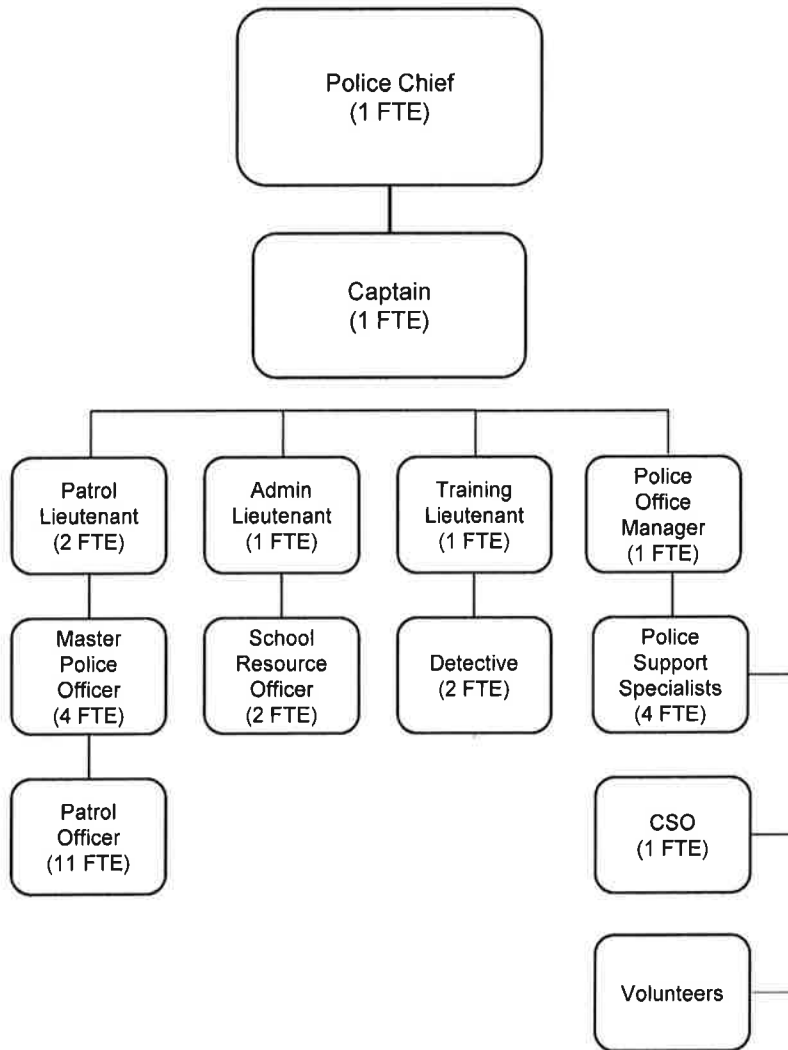 Police Chief
(1 FTE)
Captain
(1 FTE)
Patrol
Lieutenant
(2 FTE)
Admin
Lieutenant
(1 FTE)
Training
Lieutenant
(1 FTE)
Police
Office
Manager
(1 FTE)
Master
Police
Officer
(4 FTE)
School
Resource
Officer
(2 FTE)
Detective
(2 FTE)
Police
Support
Specialists
(4 FTE)
Patrol
Officer
(11 FTE)
CSO
(1 FTE)
Volunteers